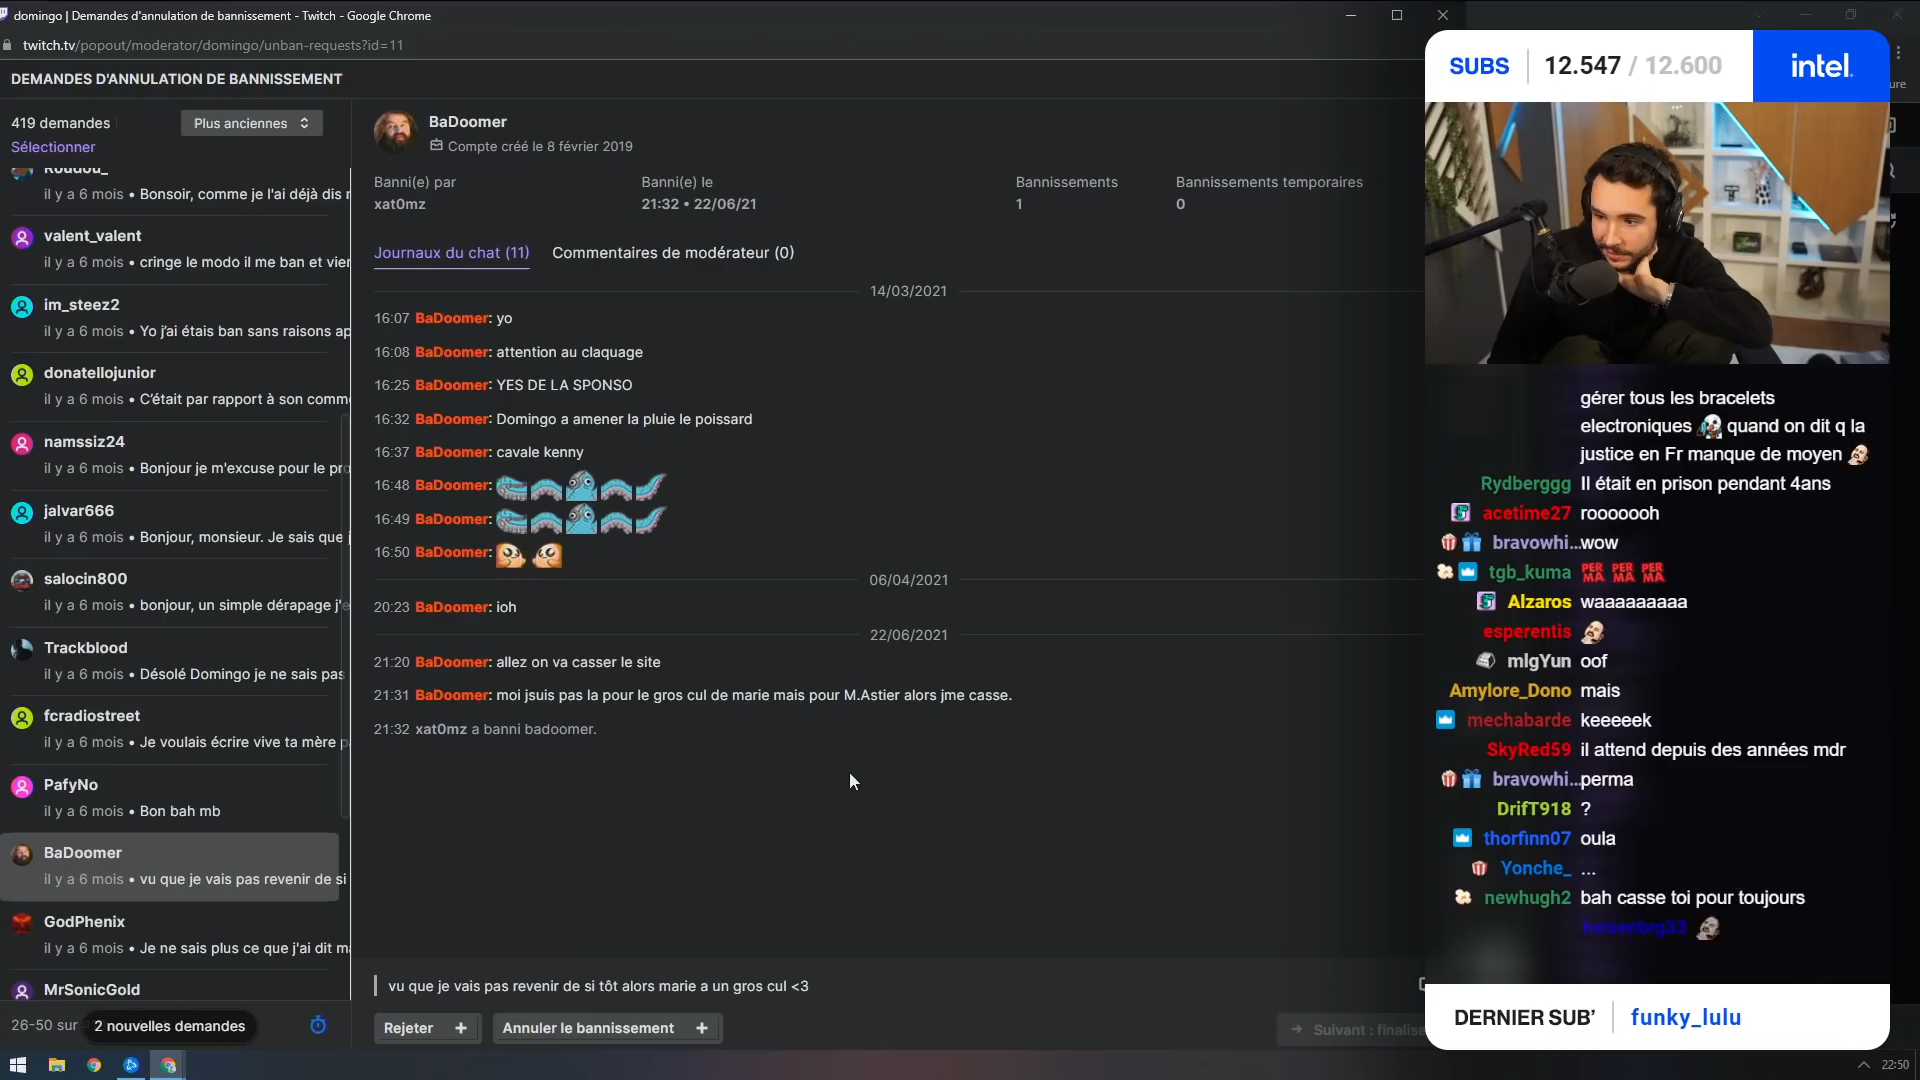 domingo | Demandes d'annulation de bannissement - Twitch - Google Chrome
twitch.tv/popout/moderator/domingo/unban-requests?id=11
DEMANDES D'ANNULATION DE BANNISSEMENT
419 demandes
Plus anciennes
Sélectionner
Roudou_
il y a 6 mois • Bonsoir, comme je l'ai déjà dis
valent_valent
il y a 6 mois • cringe le modo il me ban et vier
im_steez2
il y a 6 mois • Yo j'ai étais ban sans raisons ap
donatellojunior
il y a 6 mois • C'était par rapport à son comm
namssiz24
il y a 6 mois • Bonjour je m'excuse pour le pro
jalvar666
il y a 6 mois • Bonjour, monsieur. Je sais que j
salocin800
il y a 6 mois • bonjour, un simple dérapage j'e
Trackblood
il y a 6 mois • Désolé Domingo je ne sais pas
fcradiostreet
il y a 6 mois • Je voulais écrire vive ta mère p
PafyNo
il y a 6 mois • Bon bah mb
BaDoomer
il y a 6 mois • vu que je vais pas revenir de si
GodPhenix
il y a 6 mois • Je ne sais plus ce que j'ai dit m
MrSonicGold
26-50 sur
2 nouvelles demandes
BaDoomer
Compte créé le 8 février 2019
Banni(e) par
xat0mz
Banni(e) le
21:32 • 22/06/21
Bannissements
1
Bannissements temporaires
0
Journaux du chat (11)
Commentaires de modérateur (0)
14/03/2021
16:07 BaDoomer: yo
16:08 BaDoomer: attention au claquage
16:25 BaDoomer: YES DE LA SPONSO
16:32 BaDoomer: Domingo a amener la pluie le poissard
16:37 BaDoomer: cavale kenny
16:48 BaDoomer:
16:49 BaDoomer:
16:50 BaDoomer:
06/04/2021
20:23 BaDoomer: ioh
22/06/2021
21:20 BaDoomer: allez on va casser le site
21:31 BaDoomer: moi jsuis pas la pour le gros cul de marie mais pour M.Astier alors jme casse.
21:32 xat0mz a banni badoomer.
vu que je vais pas revenir de si tôt alors marie a un gros cul <3
Rejeter +
Annuler le bannissement +
→ Suivant : finalise
SUBS 12.547 / 12.600
intel.
gérer tous les bracelets
electroniques quand on dit q la
justice en Fr manque de moyen
Rydberggg Il était en prison pendant 4ans
acetime27 rooooooh
bravowhi... wow
tgb_kuma PERMA PERMA PERMA
Alzaros waaaaaaaaa
esperentis
mlgYun oof
Amylore_Dono mais
mechabarde keeeeek
SkyRed59 il attend depuis des années mdr
bravowhi... perma
DrifT918 ?
thorfinn07 oula
Yonche_ ...
newhugh2 bah casse toi pour toujours
heisenbrg33
DERNIER SUB' funky_lulu
22:50